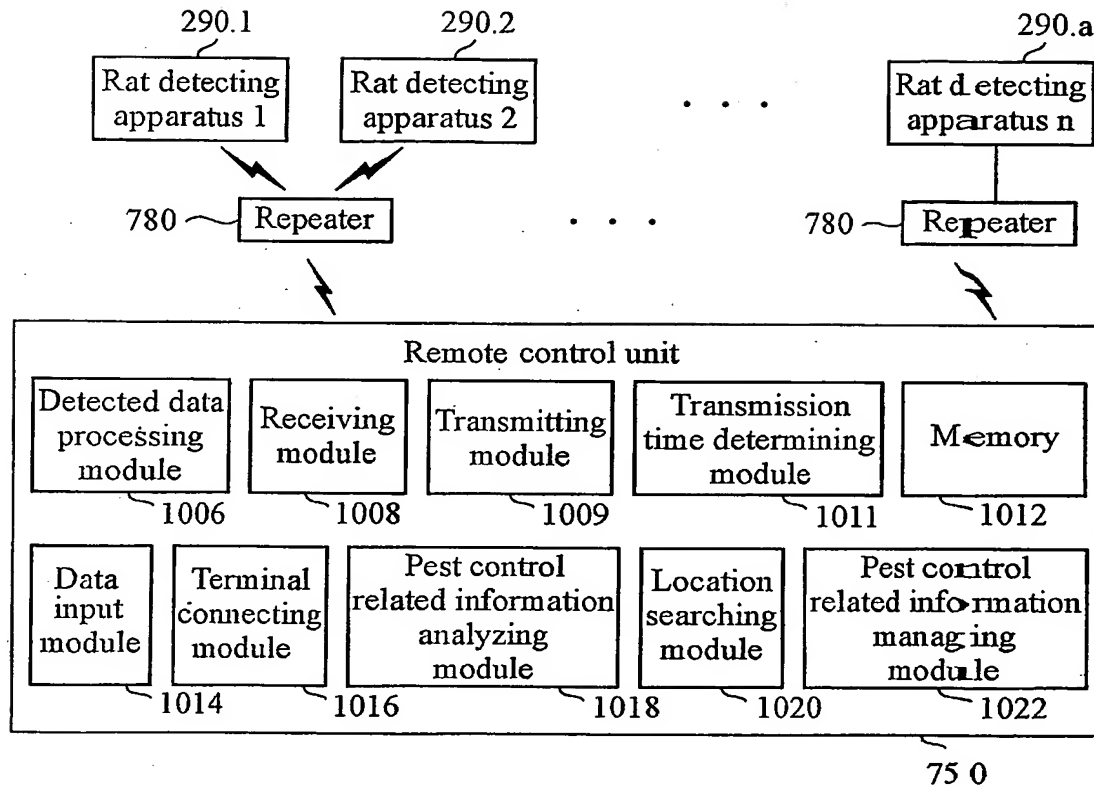 290.1
290.2
290.a
Rat detecting
apparatus 1
Rat detecting
apparatus 2
. . .
Rat detecting
apparatus n
780
Repeater
. . .
780
Repeater
Remote control unit
Detected data
processing
module
1006
Receiving
module
1008
Transmitting
module
1009
Transmission
time determining
module
1011
Memory
1012
Data
input
module
1014
Terminal
connecting
module
1016
Pest control
related information
analyzing
module
1018
Location
searching
module
1020
Pest control
related information
managing
module
1022
75 0